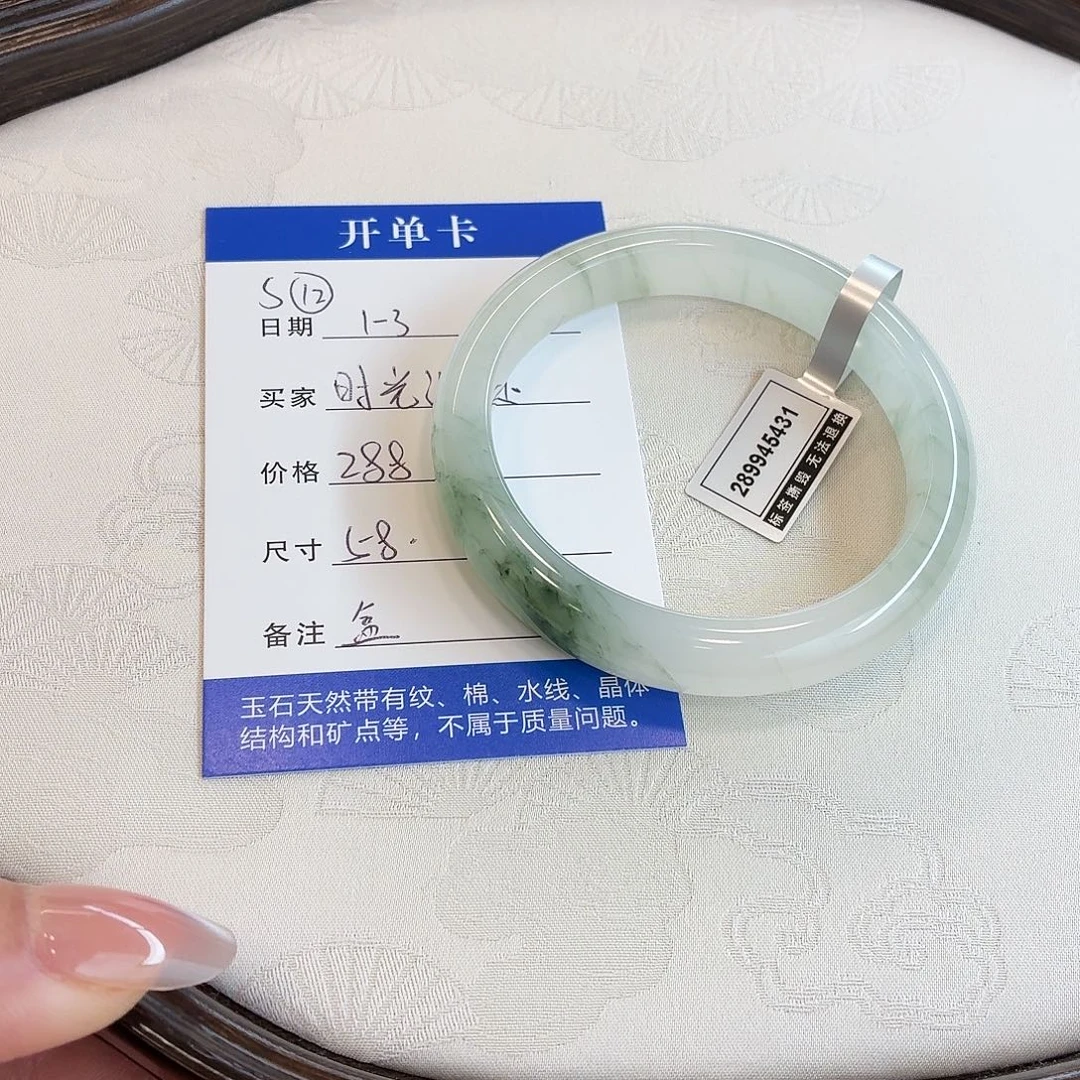 开单卡
S⑫
日期 1-3
买家 时光
价格 288
尺寸 58.
备注 盒
玉石天然带有纹、棉、水线、晶体
结构和矿点等，不属于质量问题。
289945431
标签撕毁 无法退换